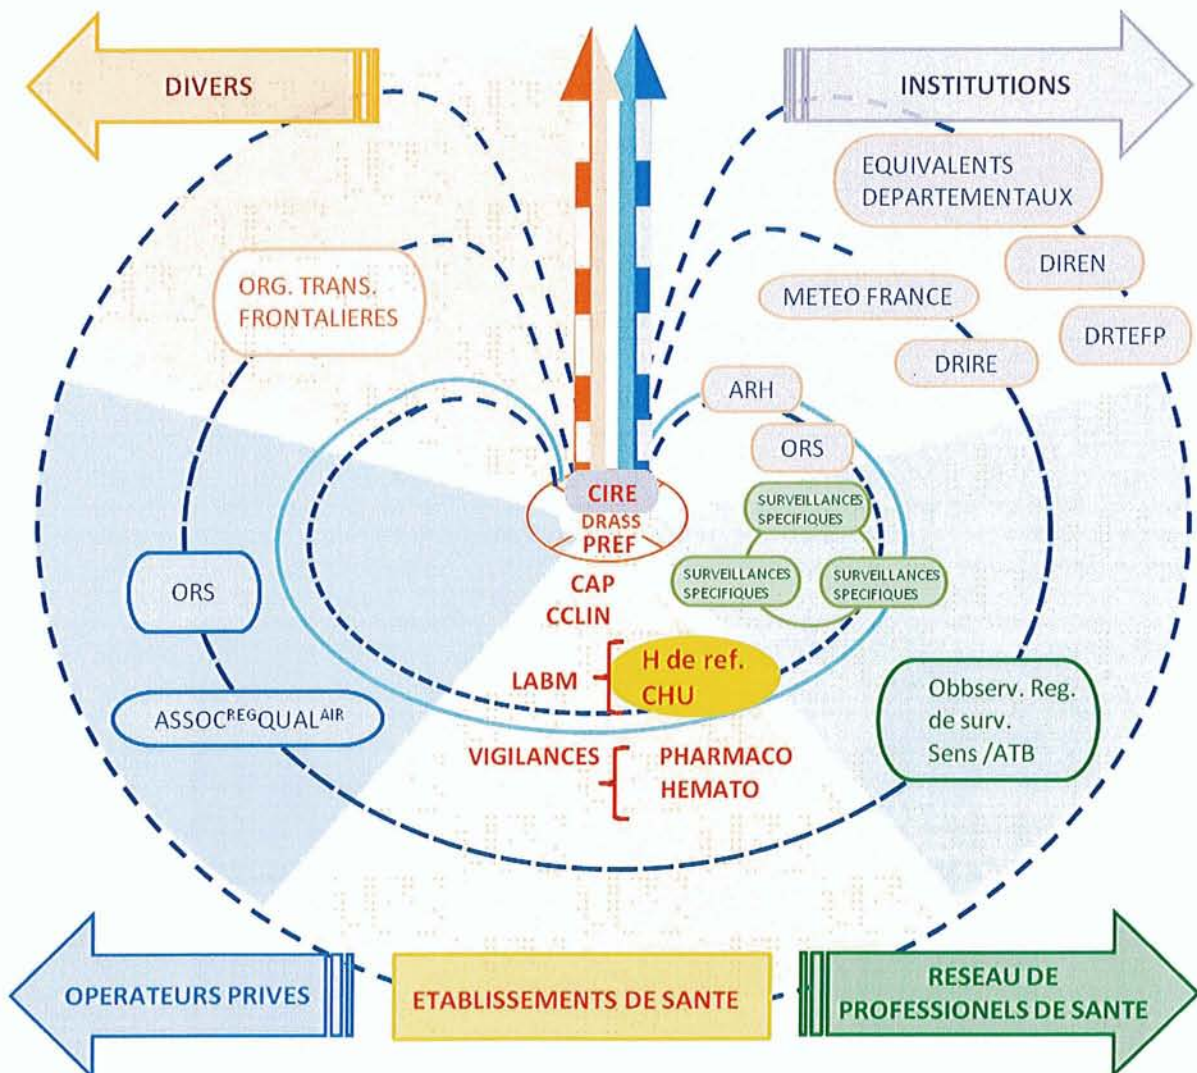 DIVERS
INSTITUTIONS
EQUIVALENTS
DEPARTEMENTAUX
DIREN
ORG. TRANS.
FRONTALIERES
METEO FRANCE
DRTEFP
DRIRE
ARH
ORS
CIRE
DRASS
PREF
SURVEILLANCES
SPECIFIQUES
SURVEILLANCES
SPECIFIQUES
SURVEILLANCES
SPECIFIQUES
CAP
CCLIN
ORS
LABM
H de ref.
CHU
ASSOCREGQUALAIR
Obbserv. Reg.
de surv.
Sens /ATB
VIGILANCES
PHARMACO
HEMATO
OPERATEURS PRIVES
ETABLISSEMENTS DE SANTE
RESEAU DE
PROFESSIONELS DE SANTE